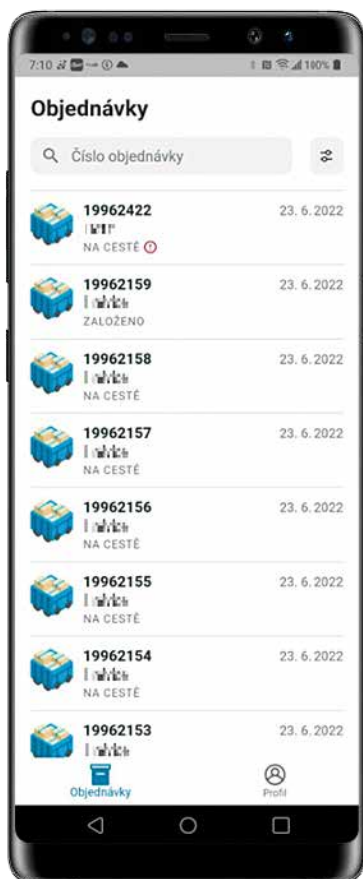 7:10
100%
Objednávky
Číslo objednávky
19962422
23. 6. 2022
NA CESTĚ
19962159
23. 6. 2022
ZALOŽENO
19962158
23. 6. 2022
NA CESTĚ
19962157
23. 6. 2022
NA CESTĚ
19962156
23. 6. 2022
NA CESTĚ
19962155
23. 6. 2022
NA CESTĚ
19962154
23. 6. 2022
NA CESTĚ
19962153
23. 6. 2022
Objednávky
Profil